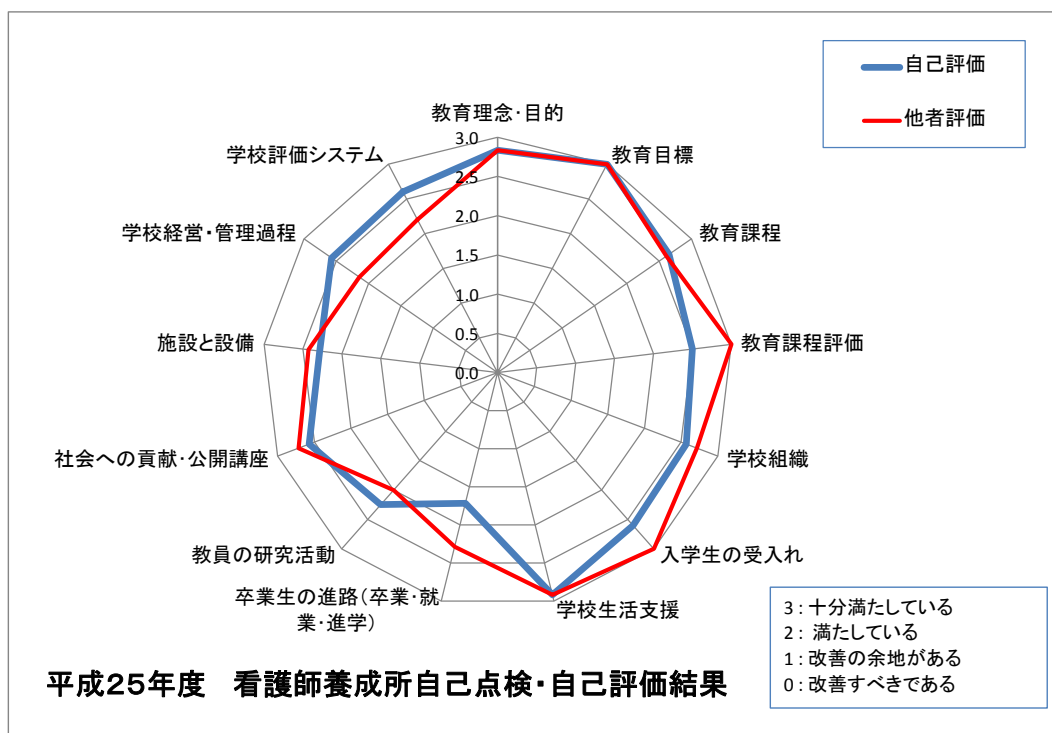 自己評価
他者評価
教育理念・目的
教育目標
教育課程
教育課程評価
学校組織
入学生の受入れ
学校生活支援
卒業生の進路(卒業・就
業・進学)
教員の研究活動
社会への貢献・公開講座
施設と設備
学校経営・管理過程
学校評価システム
3.0
2.5
2.0
1.5
1.0
0.5
0.0
3:十分満たしている
2: 満たしている
1:改善の余地がある
0:改善すべきである
平成25年度 看護師養成所自己点検・自己評価結果